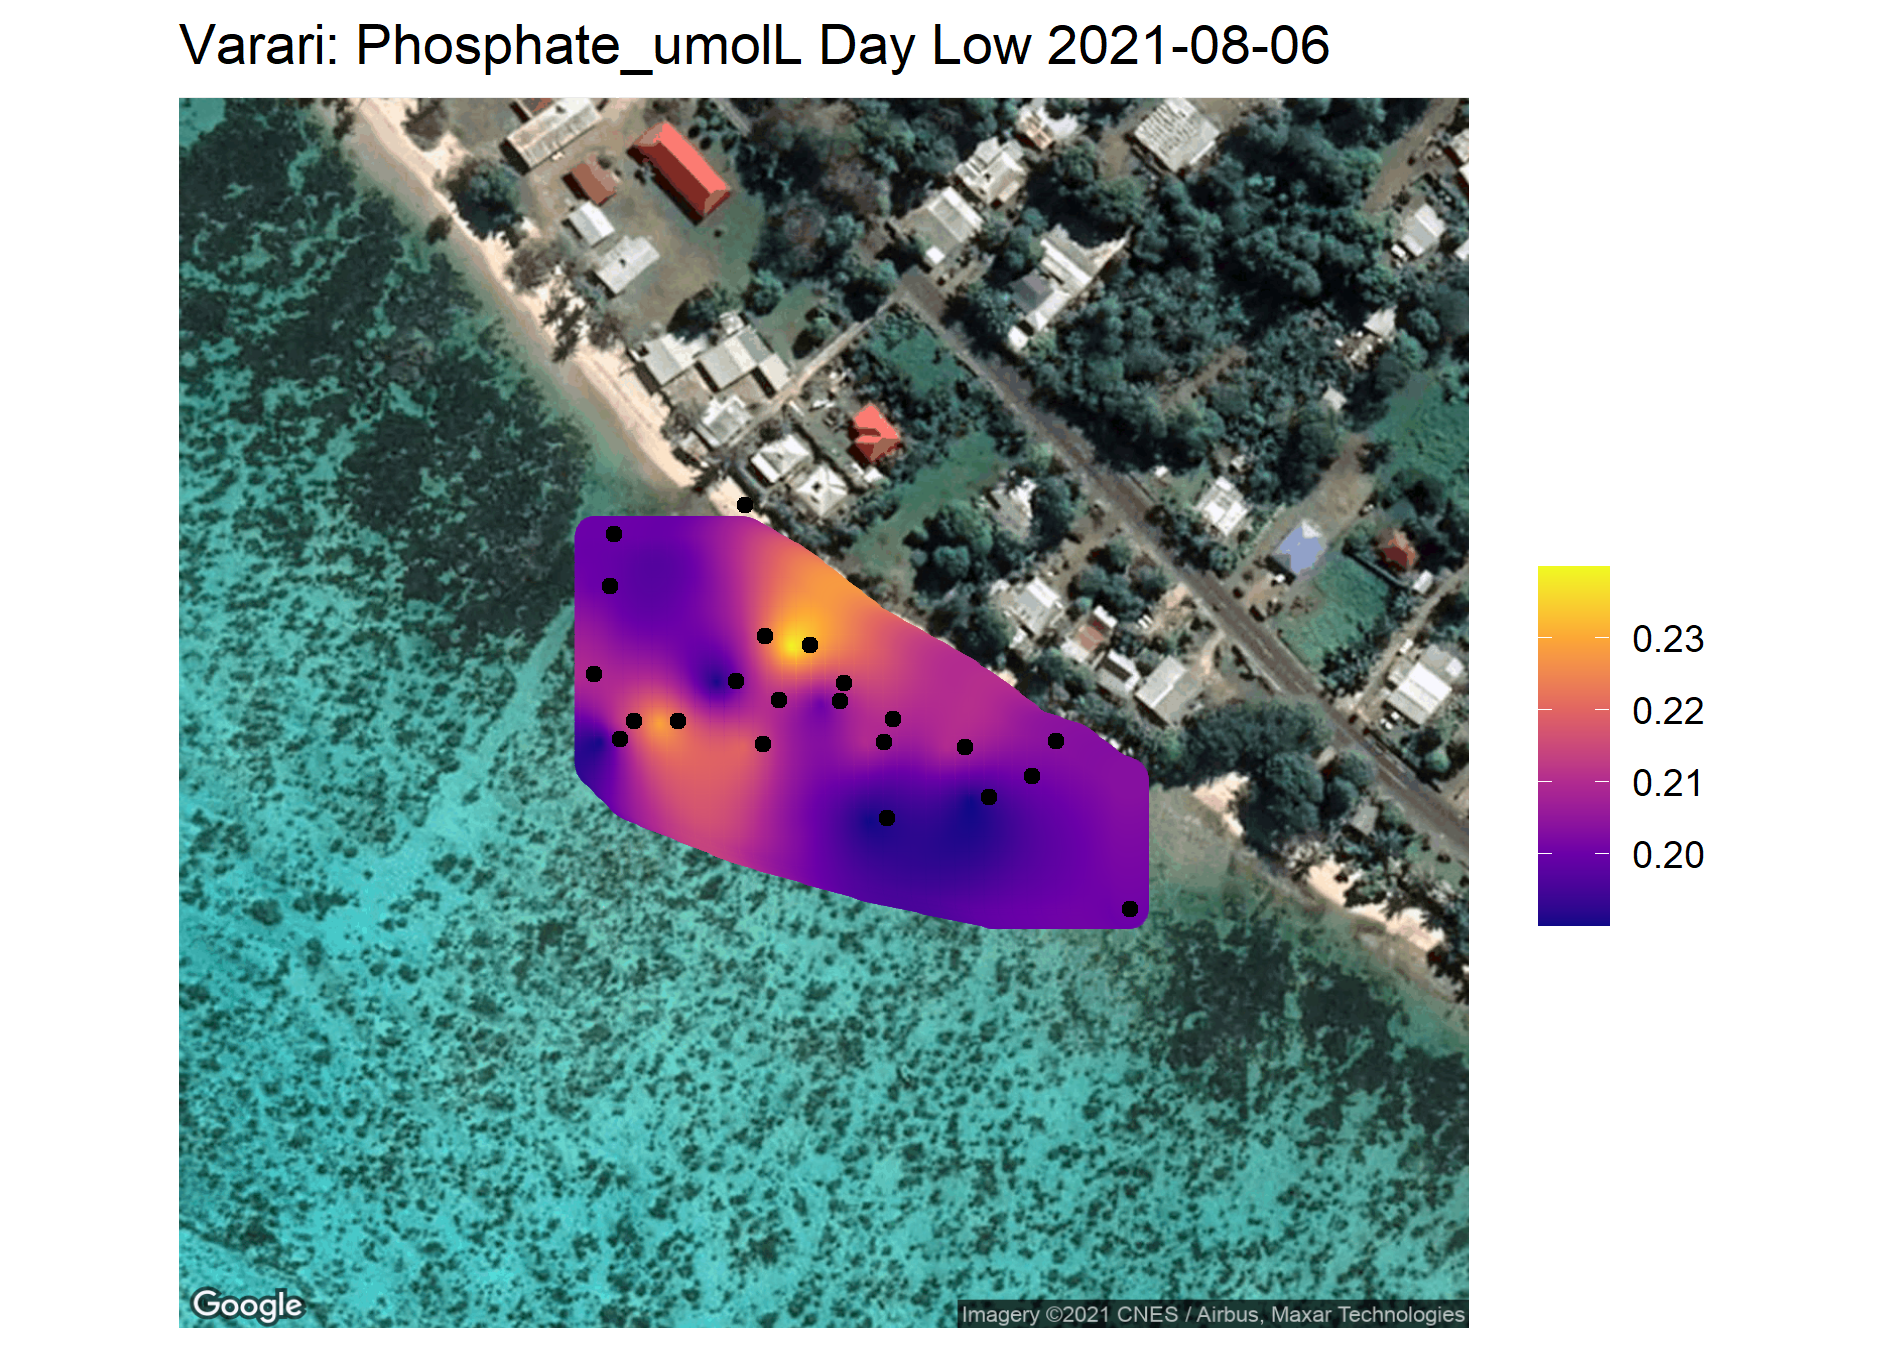 Varari: Phosphate_umolL Day Low 2021-08-06
0.23
0.22
0.21
0.20
Google
Imagery ©2021 CNES / Airbus, Maxar Technologies